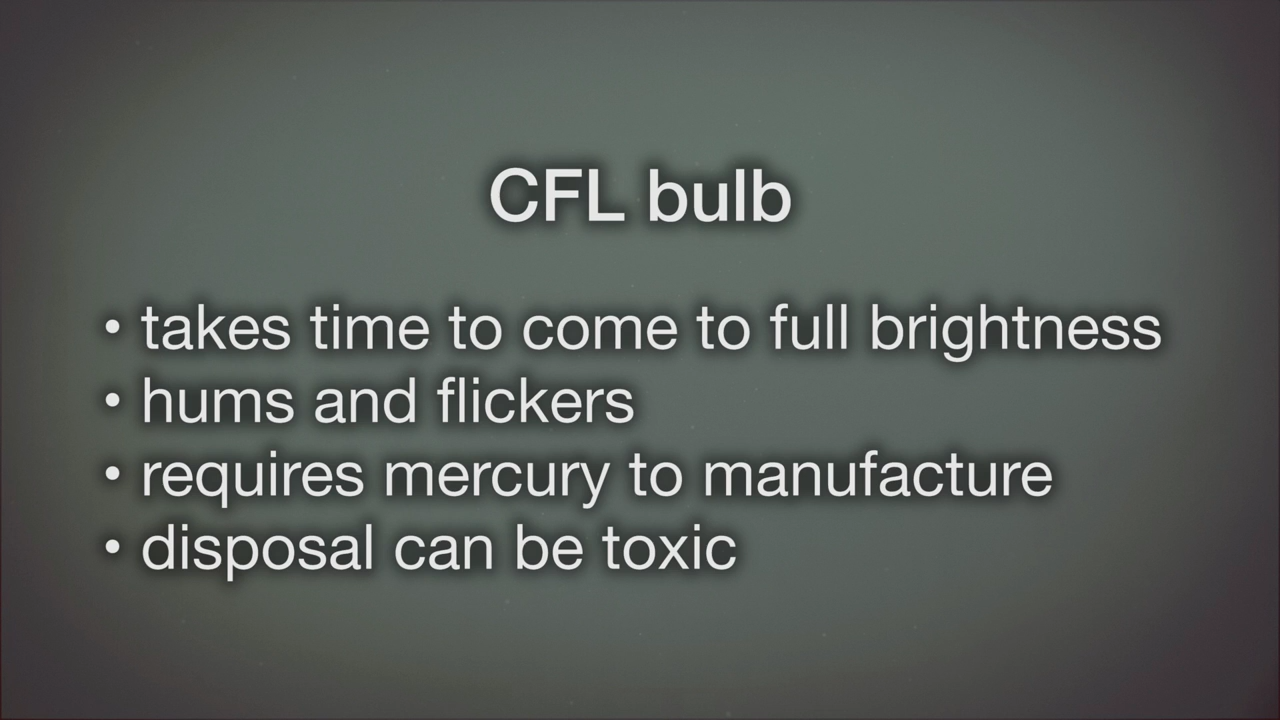 CFL bulb
• takes time to come to full brightness
• hums and flickers
• requires mercury to manufacture
• disposal can be toxic